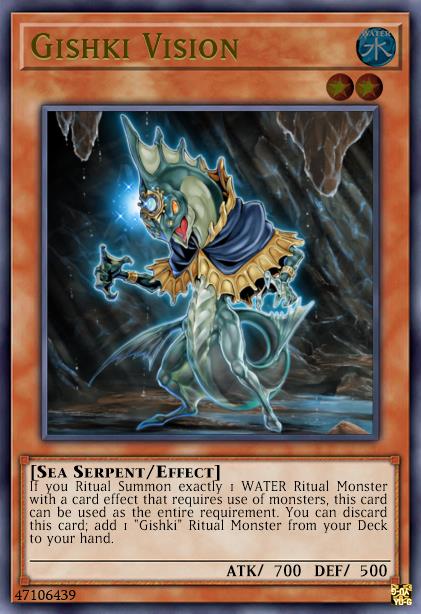 GISHKI VISION
WATER
水
[SEA SERPENT/EFFECT]
If you Ritual Summon exactly 1 WATER Ritual Monster
with a card effect that requires use of monsters, this card
can be used as the entire requirement. You can discard
this card; add 1 "Gishki" Ritual Monster from your Deck
to your hand.
ATK/ 700 DEF/ 500
47106439